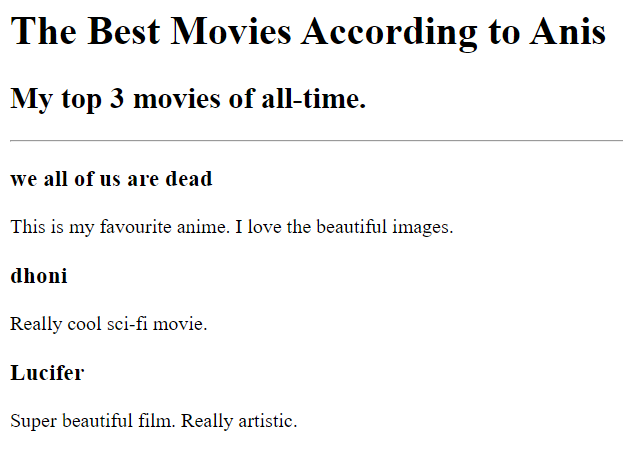 The Best Movies According to Anis
My top 3 movies of all-time.
we all of us are dead
This is my favourite anime. I love the beautiful images.
dhoni
Really cool sci-fi movie.
Lucifer
Super beautiful film. Really artistic.